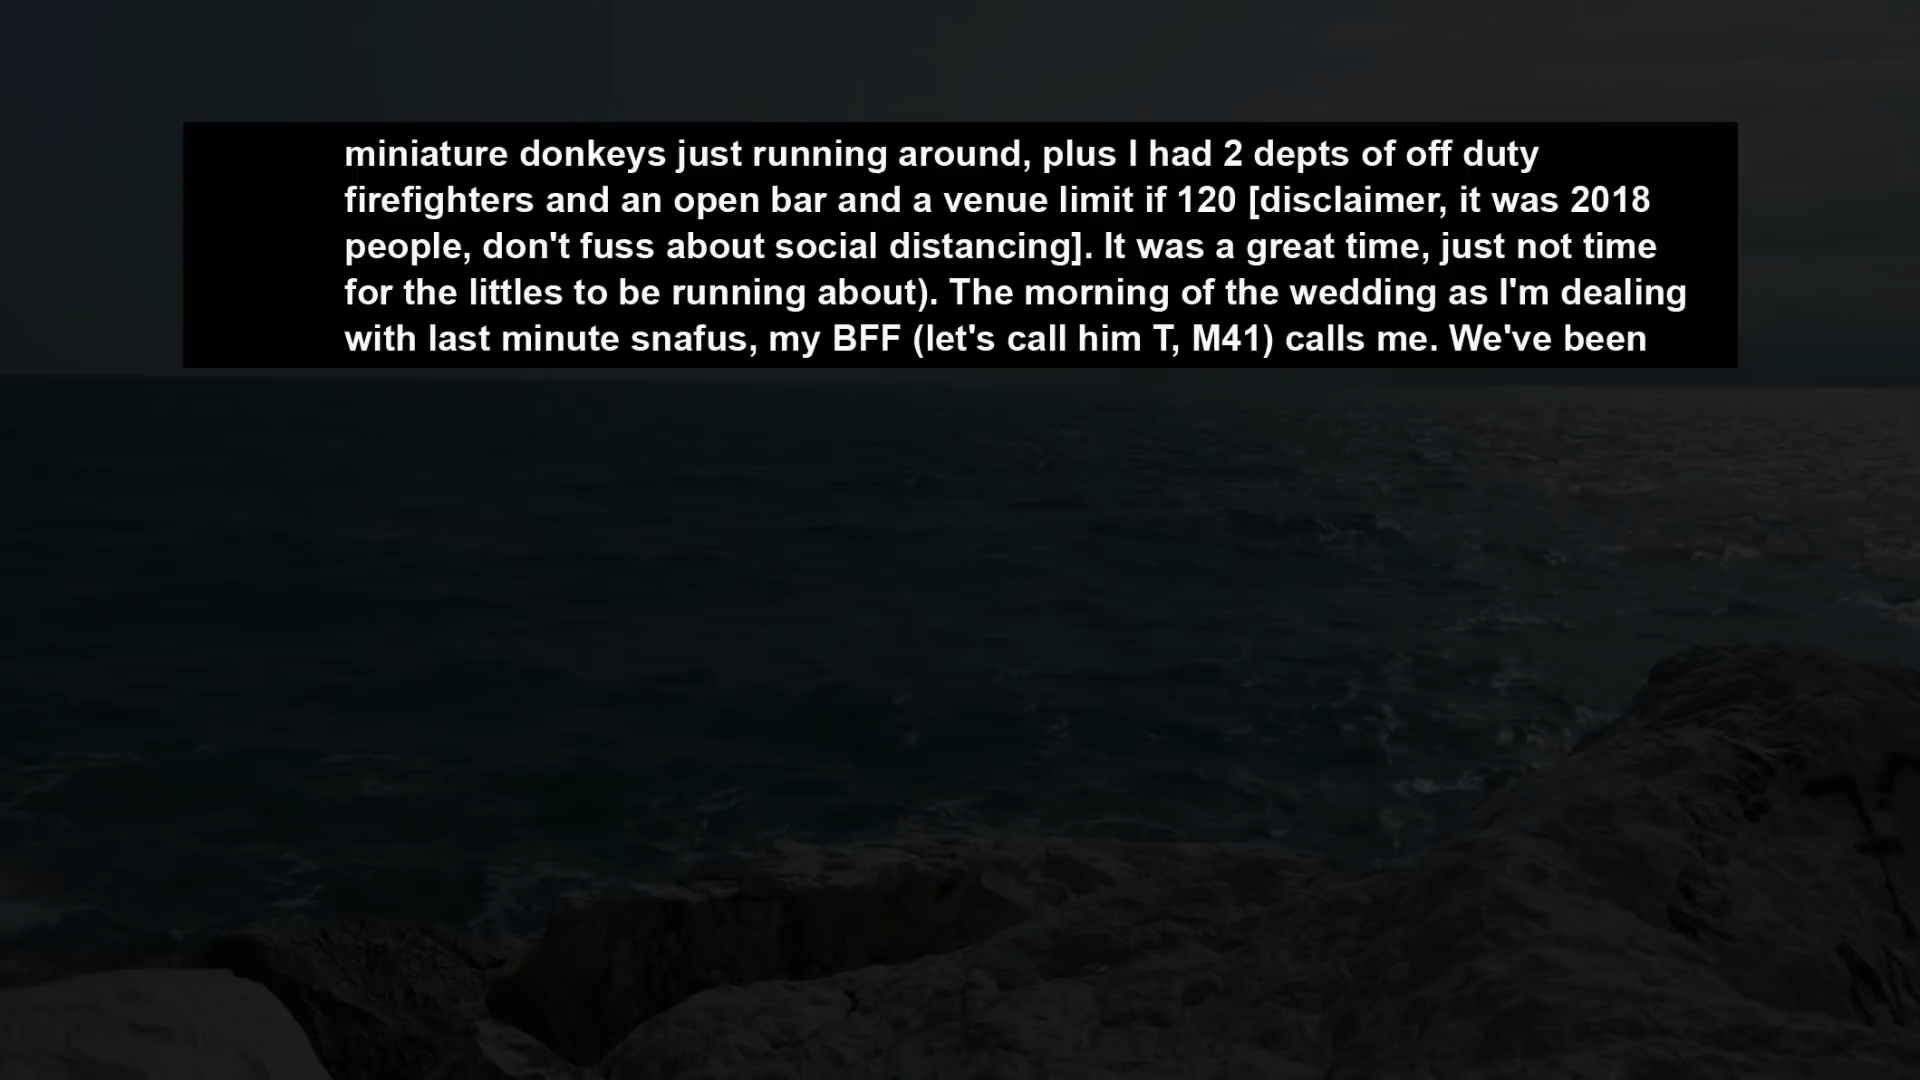 miniature donkeys just running around, plus I had 2 depts of off duty
firefighters and an open bar and a venue limit if 120 [disclaimer, it was 2018
people, don't fuss about social distancing]. It was a great time, just not time
for the littles to be running about). The morning of the wedding as I'm dealing
with last minute snafus, my BFF (let's call him T, M41) calls me. We've been